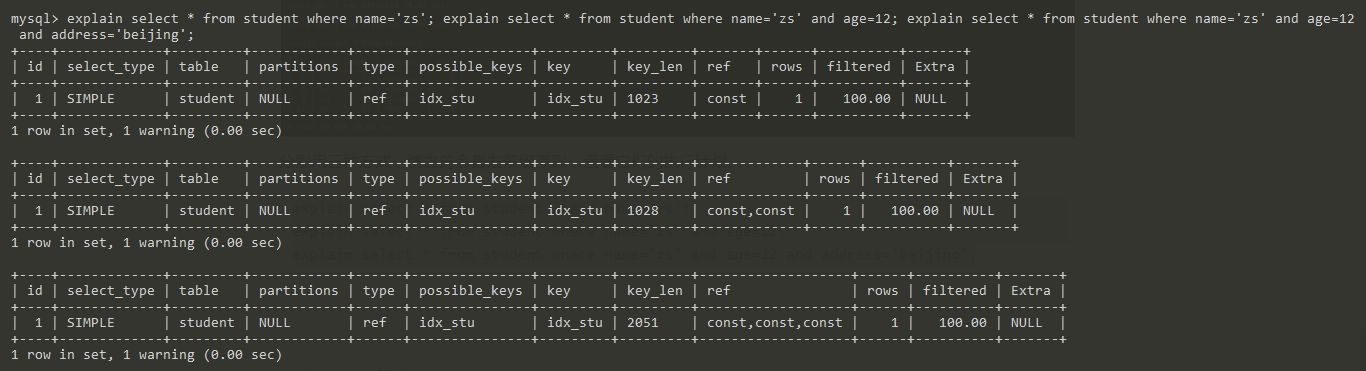 mysql> explain select * from student where name='zs'; explain select * from student where name='zs' and age=12; explain select * from student where name='zs' and age=12
 and address='beijing';
+----+-------------+---------+------------+------+---------------+---------+---------+-------+------+----------+-------+
| id | select_type | table   | partitions | type | possible_keys | key     | key_len | ref   | rows | filtered | Extra |
+----+-------------+---------+------------+------+---------------+---------+---------+-------+------+----------+-------+
|  1 | SIMPLE      | student | NULL       | ref  | idx_stu       | idx_stu | 1023    | const |    1 |   100.00 | NULL  |
+----+-------------+---------+------------+------+---------------+---------+---------+-------+------+----------+-------+
1 row in set, 1 warning (0.00 sec)
+----+-------------+---------+------------+------+---------------+---------+---------+-------------+------+----------+-------+
| id | select_type | table   | partitions | type | possible_keys | key     | key_len | ref         | rows | filtered | Extra |
+----+-------------+---------+------------+------+---------------+---------+---------+-------------+------+----------+-------+
|  1 | SIMPLE      | student | NULL       | ref  | idx_stu       | idx_stu | 1028    | const,const |    1 |   100.00 | NULL  |
+----+-------------+---------+------------+------+---------------+---------+---------+-------------+------+----------+-------+
1 row in set, 1 warning (0.00 sec)
+----+-------------+---------+------------+------+---------------+---------+---------+-------------------+------+----------+-------+
| id | select_type | table   | partitions | type | possible_keys | key     | key_len | ref               | rows | filtered | Extra |
+----+-------------+---------+------------+------+---------------+---------+---------+-------------------+------+----------+-------+
|  1 | SIMPLE      | student | NULL       | ref  | idx_stu       | idx_stu | 2051    | const,const,const |    1 |   100.00 | NULL  |
+----+-------------+---------+------------+------+---------------+---------+---------+-------------------+------+----------+-------+
1 row in set, 1 warning (0.00 sec)